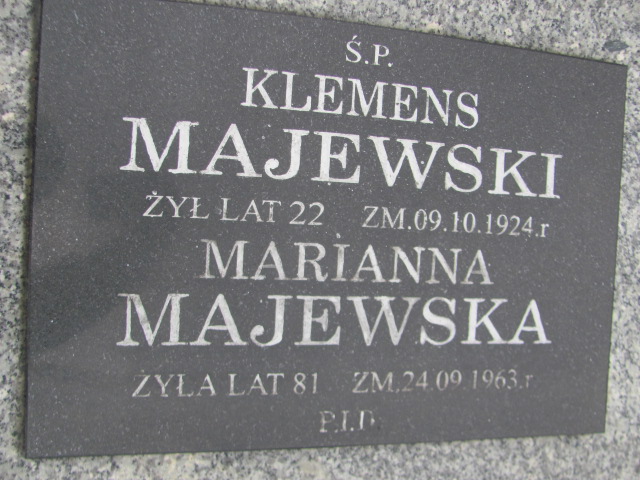 Ś.P.
KLEMENS
MAJEWSKI
ŻYŁ LAT 22 ZM.09.10.1924.r
MARIANNA
MAJEWSKA
ŻYŁA LAT 81 ZM.24.09.1963.r
P.I.D.